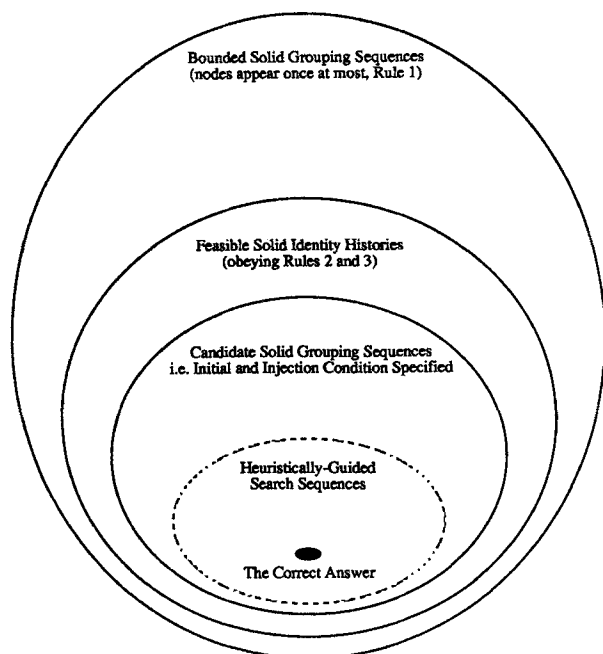 Bounded Solid Grouping Sequences
(nodes appear once at most, Rule 1)
Feasible Solid Identity Histories
(obeying Rules 2 and 3)
Candidate Solid Grouping Sequences
i.e. Initial and Injection Condition Specified
Heuristically-Guided
Search Sequences
The Correct Answer